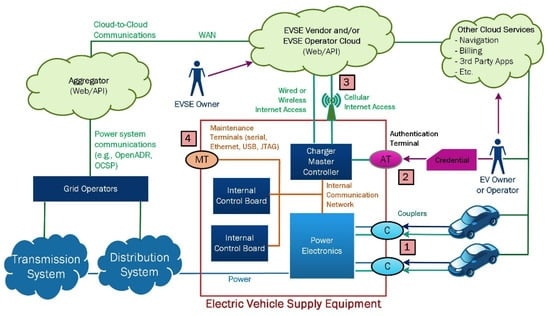 Cloud-to-Cloud
Communications
WAN
EVSE Vendor and/or
EVSE Operator Cloud
(Web/API)
Other Cloud Services
- Navigation
- Billing
- 3rd Party Apps
- Etc.
Aggregator
(Web/API)
EVSE Owner
Wired or
Wireless
Internet Access
3
Cellular
Internet Access
Power system
communications
(e.g., OpenADR,
OCSP)
4
Maintenance
Terminals (serial,
Ethernet, USB, JTAG)
MT
Charger
Master
Controller
Authentication
Terminal
AT
2
Credential
EV Owner
or Operator
Grid Operators
Internal
Control Board
Internal
Communication
Network
Internal
Control Board
Power
Electronics
Couplers
C
1
C
Transmission
System
Distribution
System
Power
Electric Vehicle Supply Equipment